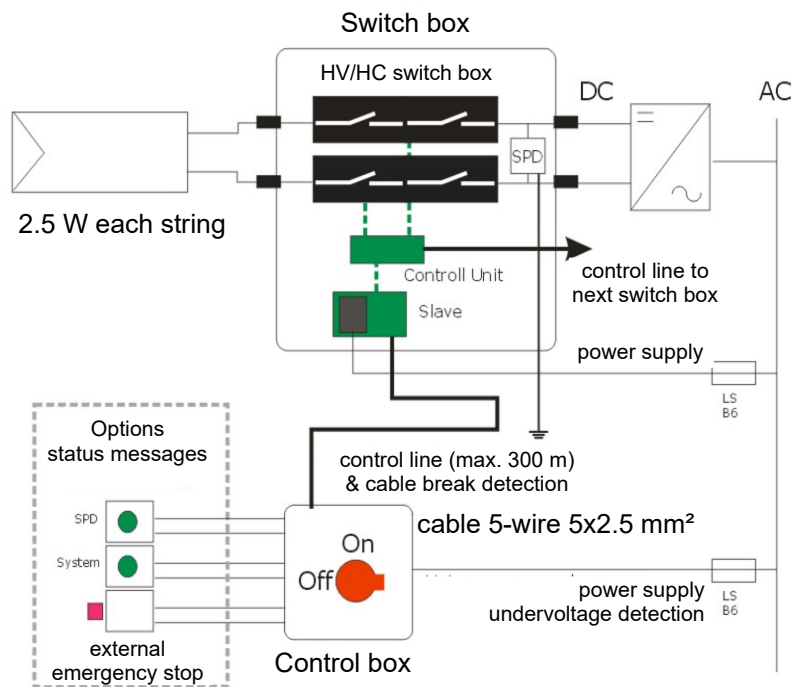 Switch box
HV/HC switch box
DC
AC
SPD
2.5 W each string
Controll Unit
control line to
next switch box
Slave
power supply
LS
B6
Options
status messages
control line (max. 300 m)
& cable break detection
SPD
cable 5-wire 5x2.5 mm²
On
System
Off
power supply
undervoltage detection
LS
B6
external
emergency stop
Control box